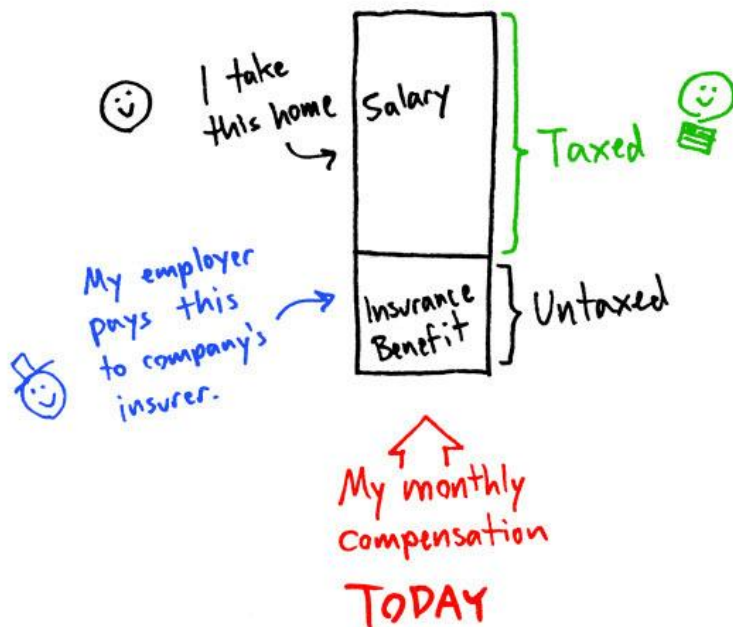 I take
this home
Salary
Taxed
My employer
pays this
to company's
insurer.
Insurance
Benefit
Untaxed
My monthly
compensation
TODAY